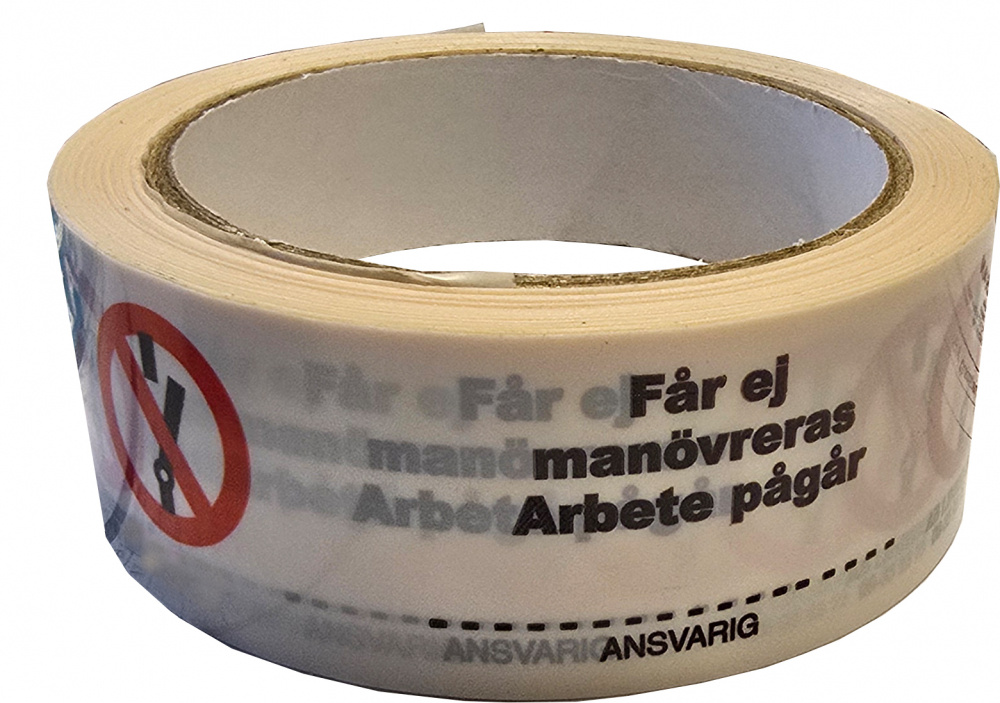 Får ej
manövreras
Arbete pågår
ANSVARIG